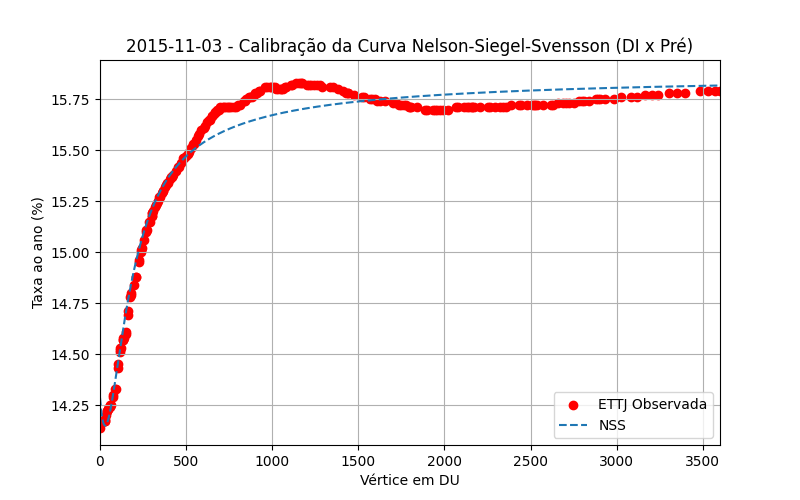 2015-11-03 - Calibração da Curva Nelson-Siegel-Svensson (DI x Pré)
Taxa ao ano (%)
15.75
15.50
15.25
15.00
14.75
14.50
14.25
ETTJ Observada
NSS
0 500 1000 1500 2000 2500 3000 3500
Vértice em DU